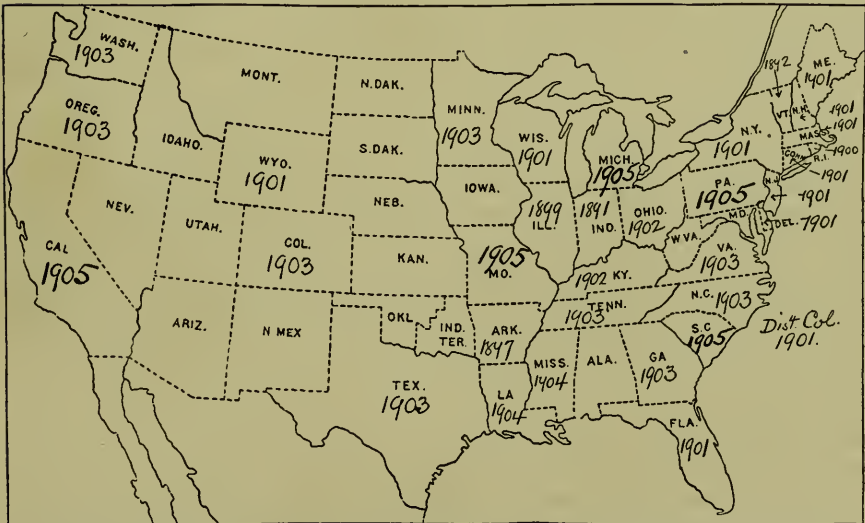 WASH.
1903
OREG.
1903
IDAHO.
MONT.
N.DAK.
S.DAK.
WYO.
1901
NEB.
NEV.
UTAH.
COL.
1903
KAN.
CAL
1905
ARIZ.
N MEX
OKL.
IND.
TER.
TEX.
1903
MINN.
1903
IOWA.
1905
MO.
ARK.
1897
LA
1904
WIS.
1901
1899
ILL.
MICH.
1905
1891
IND.
OHIO.
1902
1902 KY.
TENN.
1903
MISS.
1904
ALA.
GA
1903
FLA.
1901
S.C
1905
N.C.
1903
VA.
1903
W.VA.
MD.
DEL.
1901
PA.
1905
N.J.
1901
N.Y.
1901
1892
VT.
N.H.
1901
ME.
1901
MASS.
1901
CONN.
1901
R.I.
1900
Dist. Col.
1901.